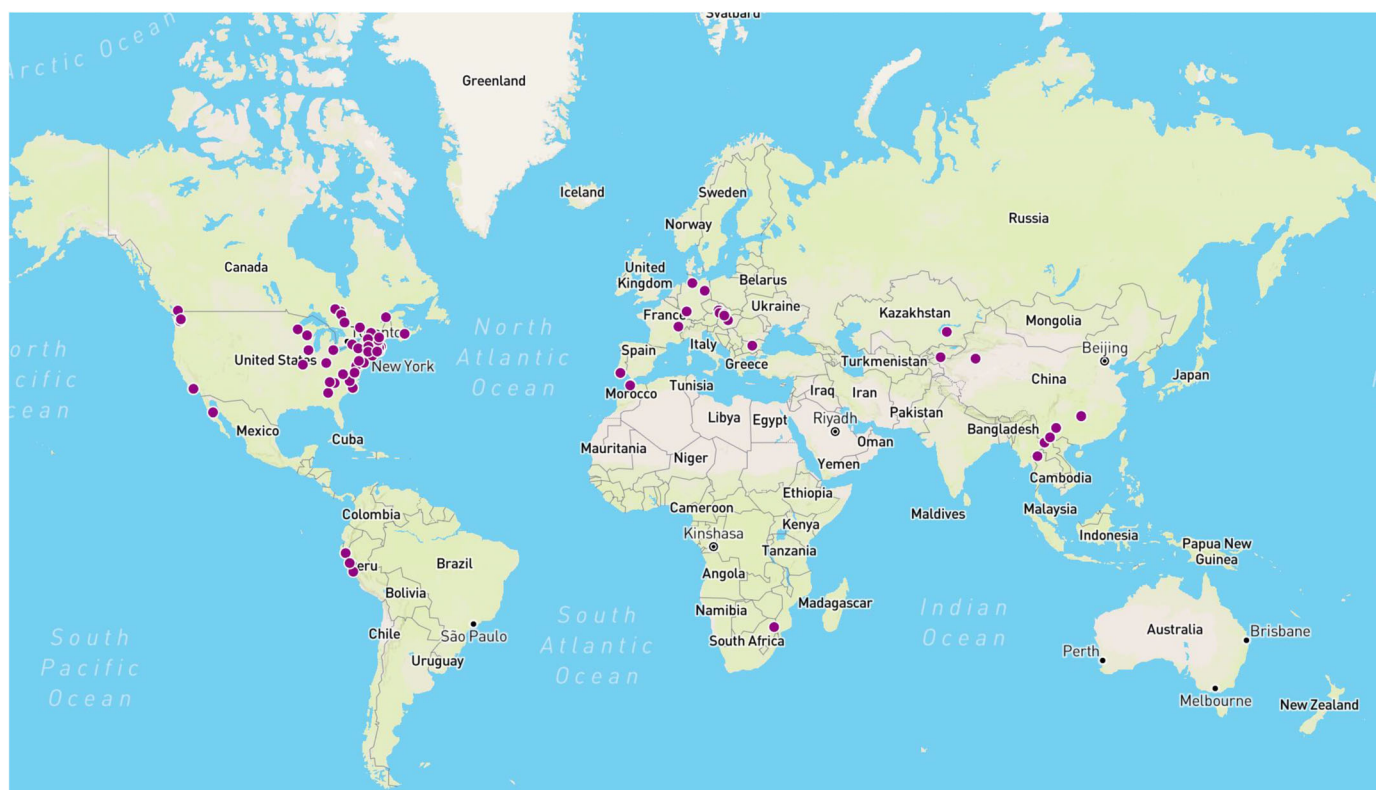 Svalbard
Arctic Ocean
Greenland
Iceland
Sweden
Norway
Russia
Canada
United
Kingdom
Belarus
Ukraine
France
Kazakhstan
Mongolia
North
Atlantic
Ocean
Toronto
United States
New York
Spain
Italy
Greece
Turkmenistan
Beijing
China
Japan
Morocco
Tunisia
Iraq
Iran
Pakistan
Mexico
Cuba
Libya
Egypt
Riyadh
Oman
Bangladesh
Mauritania
Niger
Yemen
Cambodia
Colombia
Cameroon
Ethiopia
Kenya
Maldives
Malaysia
Indonesia
Papua New
Guinea
Kinshasa
Tanzania
Peru
Brazil
Bolivia
Angola
Namibia
Madagascar
South Africa
Chile
São Paulo
Uruguay
South
Pacific
Ocean
South
Atlantic
Ocean
Indian
Ocean
Australia
Perth
Brisbane
Melbourne
New Zealand